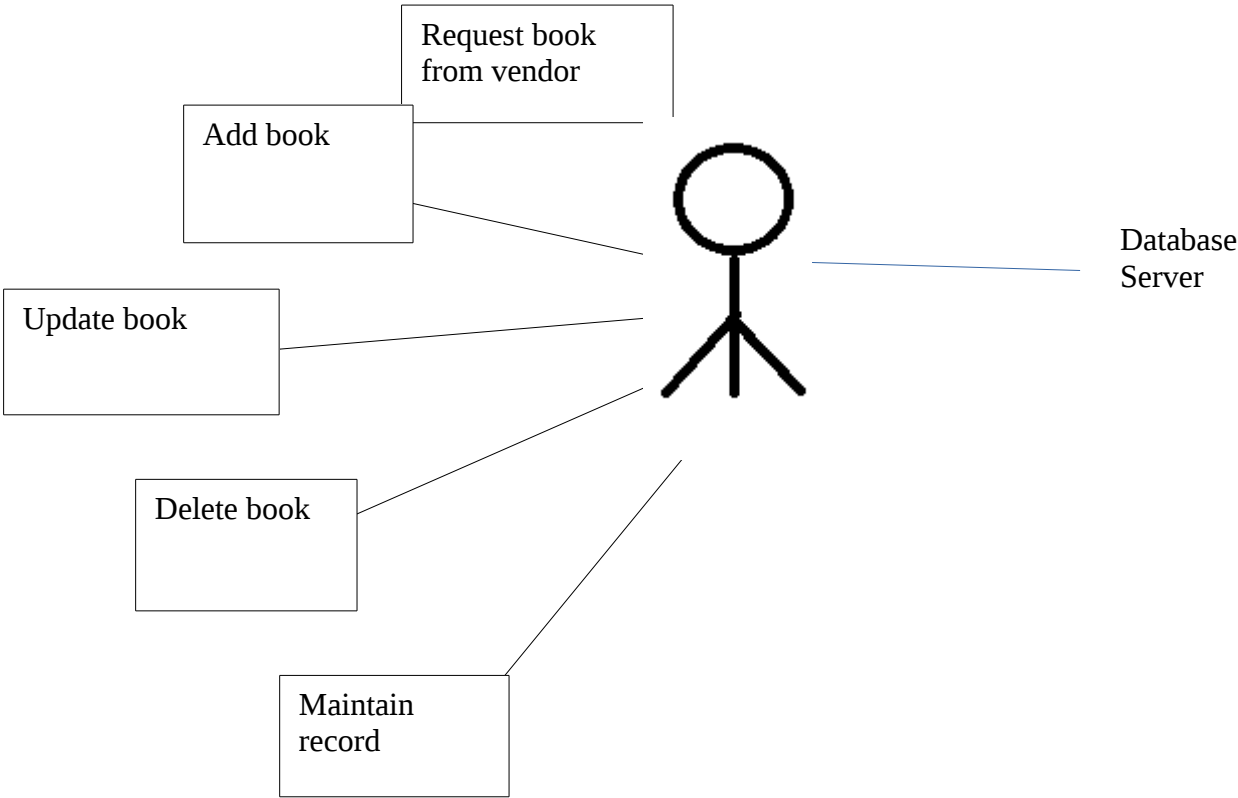 Request book
from vendor
Add book
Database
Server
Update book
Delete book
Maintain
record